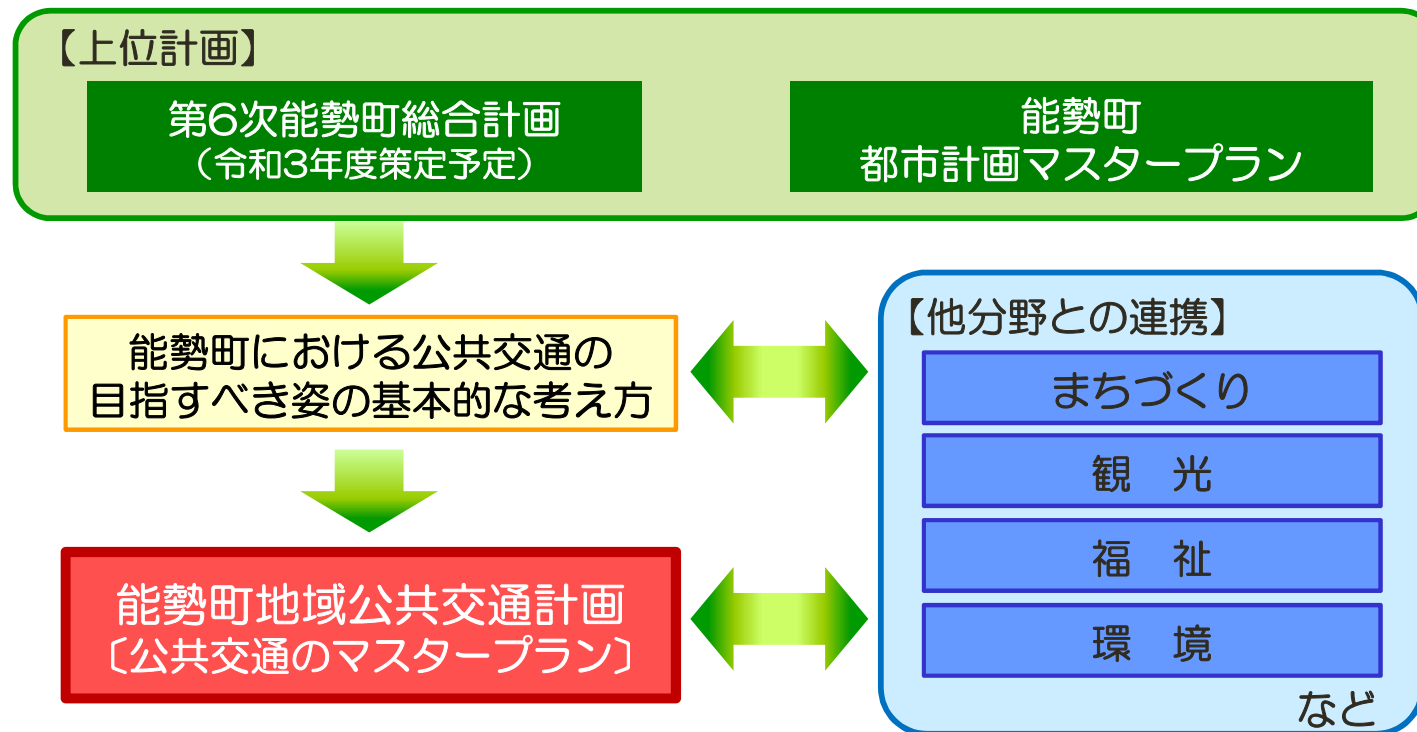 【上位計画】
第6次能勢町総合計画
（令和3年度策定予定）
能勢町
都市計画マスタープラン
能勢町における公共交通の
目指すべき姿の基本的な考え方
能勢町地域公共交通計画
〔公共交通のマスタープラン〕
【他分野との連携】
まちづくり
観　光
福　祉
環　境
など